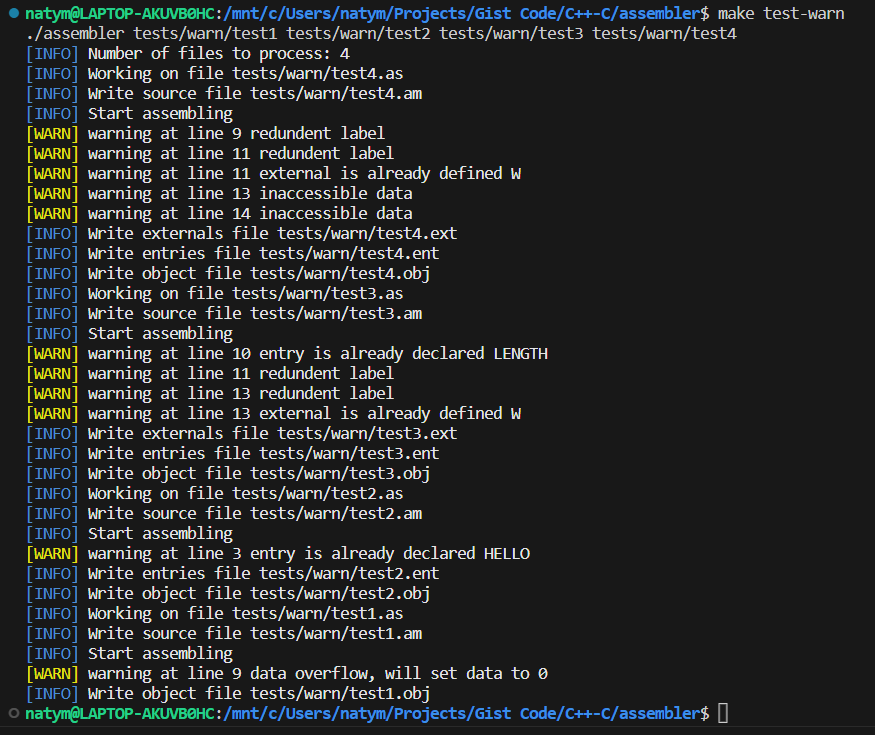 natym@LAPTOP-AKUVB0HC:/mnt/c/Users/natym/Projects/Gist Code/C++-C/assembler$ make test-warn
./assembler tests/warn/test1 tests/warn/test2 tests/warn/test3 tests/warn/test4
[INFO] Number of files to process: 4
[INFO] Working on file tests/warn/test4.as
[INFO] Write source file tests/warn/test4.am
[INFO] Start assembling
[WARN] warning at line 9 redundent label
[WARN] warning at line 11 redundent label
[WARN] warning at line 11 external is already defined W
[WARN] warning at line 13 inaccessible data
[WARN] warning at line 14 inaccessible data
[INFO] Write externals file tests/warn/test4.ext
[INFO] Write entries file tests/warn/test4.ent
[INFO] Write object file tests/warn/test4.obj
[INFO] Working on file tests/warn/test3.as
[INFO] Write source file tests/warn/test3.am
[INFO] Start assembling
[WARN] warning at line 10 entry is already declared LENGTH
[WARN] warning at line 11 redundent label
[WARN] warning at line 13 redundent label
[WARN] warning at line 13 external is already defined W
[INFO] Write externals file tests/warn/test3.ext
[INFO] Write entries file tests/warn/test3.ent
[INFO] Write object file tests/warn/test3.obj
[INFO] Working on file tests/warn/test2.as
[INFO] Write source file tests/warn/test2.am
[INFO] Start assembling
[WARN] warning at line 3 entry is already declared HELLO
[INFO] Write entries file tests/warn/test2.ent
[INFO] Write object file tests/warn/test2.obj
[INFO] Working on file tests/warn/test1.as
[INFO] Write source file tests/warn/test1.am
[INFO] Start assembling
[WARN] warning at line 9 data overflow, will set data to 0
[INFO] Write object file tests/warn/test1.obj
natym@LAPTOP-AKUVB0HC:/mnt/c/Users/natym/Projects/Gist Code/C++-C/assembler$